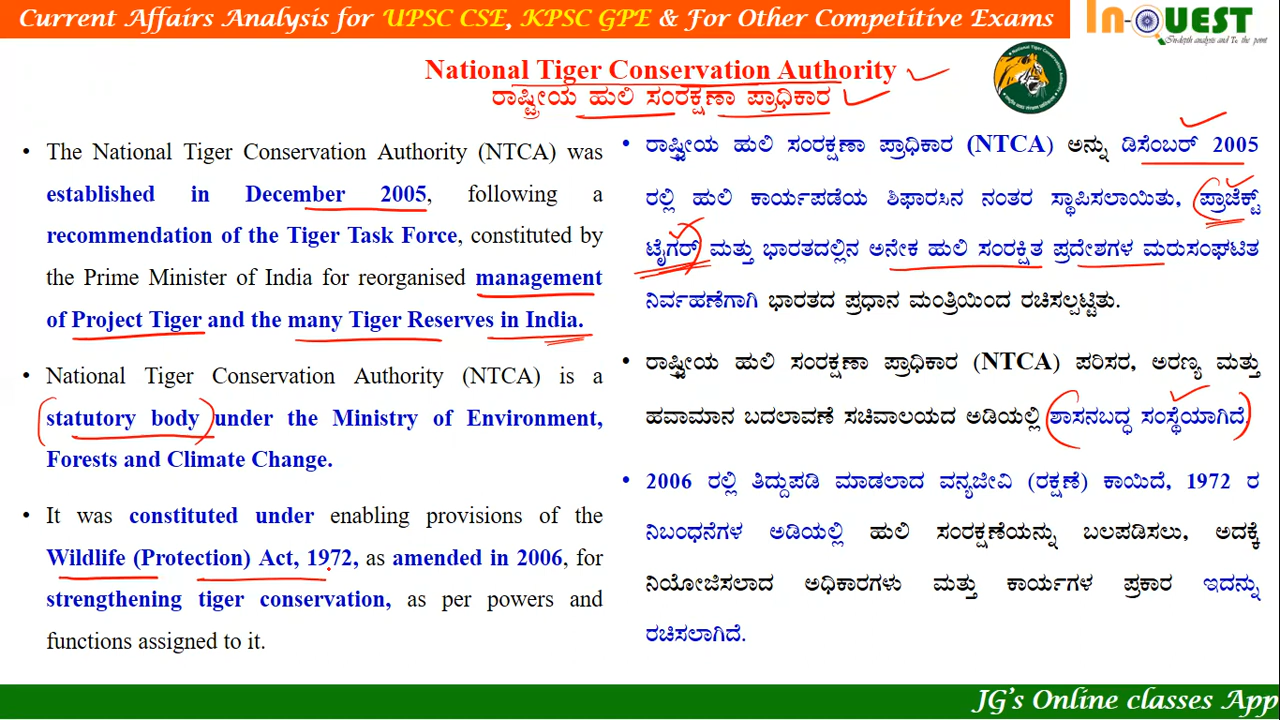 Current Affairs Analysis for UPSC CSE, KPSC GPE & For Other Competitive Exams
In-QUEST
In-depth analysis and To the point
National Tiger Conservation Authority
ರಾಷ್ಟ್ರೀಯ ಹುಲಿ ಸಂರಕ್ಷಣಾ ಪ್ರಾಧಿಕಾರ
• The National Tiger Conservation Authority (NTCA) was
established in December 2005, following a
recommendation of the Tiger Task Force, constituted by
the Prime Minister of India for reorganised management
of Project Tiger and the many Tiger Reserves in India.
• National Tiger Conservation Authority (NTCA) is a
statutory body under the Ministry of Environment,
Forests and Climate Change.
• It was constituted under enabling provisions of the
Wildlife (Protection) Act, 1972, as amended in 2006, for
strengthening tiger conservation, as per powers and
functions assigned to it.
• ರಾಷ್ಟ್ರೀಯ ಹುಲಿ ಸಂರಕ್ಷಣಾ ಪ್ರಾಧಿಕಾರ (NTCA) ಅನ್ನು ಡಿಸೆಂಬರ್ 2005
ರಲ್ಲಿ ಹುಲಿ ಕಾರ್ಯಪಡೆಯ ಶಿಫಾರಸಿನ ನಂತರ ಸ್ಥಾಪಿಸಲಾಯಿತು, ಪ್ರಾಜೆಕ್ಟ್
ಟೈಗರ್ ಮತ್ತು ಭಾರತದಲ್ಲಿನ ಅನೇಕ ಹುಲಿ ಸಂರಕ್ಷಿತ ಪ್ರದೇಶಗಳ ಮರುಸಂಘಟಿತ
ನಿರ್ವಹಣೆಗಾಗಿ ಭಾರತದ ಪ್ರಧಾನ ಮಂತ್ರಿಯಿಂದ ರಚಿಸಲ್ಪಟ್ಟಿತು.
• ರಾಷ್ಟ್ರೀಯ ಹುಲಿ ಸಂರಕ್ಷಣಾ ಪ್ರಾಧಿಕಾರ (NTCA) ಪರಿಸರ, ಅರಣ್ಯ ಮತ್ತು
ಹವಾಮಾನ ಬದಲಾವಣೆ ಸಚಿವಾಲಯದ ಅಡಿಯಲ್ಲಿ ಶಾಸನಬದ್ಧ ಸಂಸ್ಥೆಯಾಗಿದೆ.
• 2006 ರಲ್ಲಿ ತಿದ್ದುಪಡಿ ಮಾಡಲಾದ ವನ್ಯಜೀವಿ (ರಕ್ಷಣೆ) ಕಾಯಿದೆ, 1972 ರ
ನಿಬಂಧನೆಗಳ ಅಡಿಯಲ್ಲಿ ಹುಲಿ ಸಂರಕ್ಷಣೆಯನ್ನು ಬಲಪಡಿಸಲು, ಅದಕ್ಕೆ
ನಿಯೋಜಿಸಲಾದ ಅಧಿಕಾರಗಳು ಮತ್ತು ಕಾರ್ಯಗಳ ಪ್ರಕಾರ ಇದನ್ನು
ರಚಿಸಲಾಗಿದೆ.
JG's Online classes App